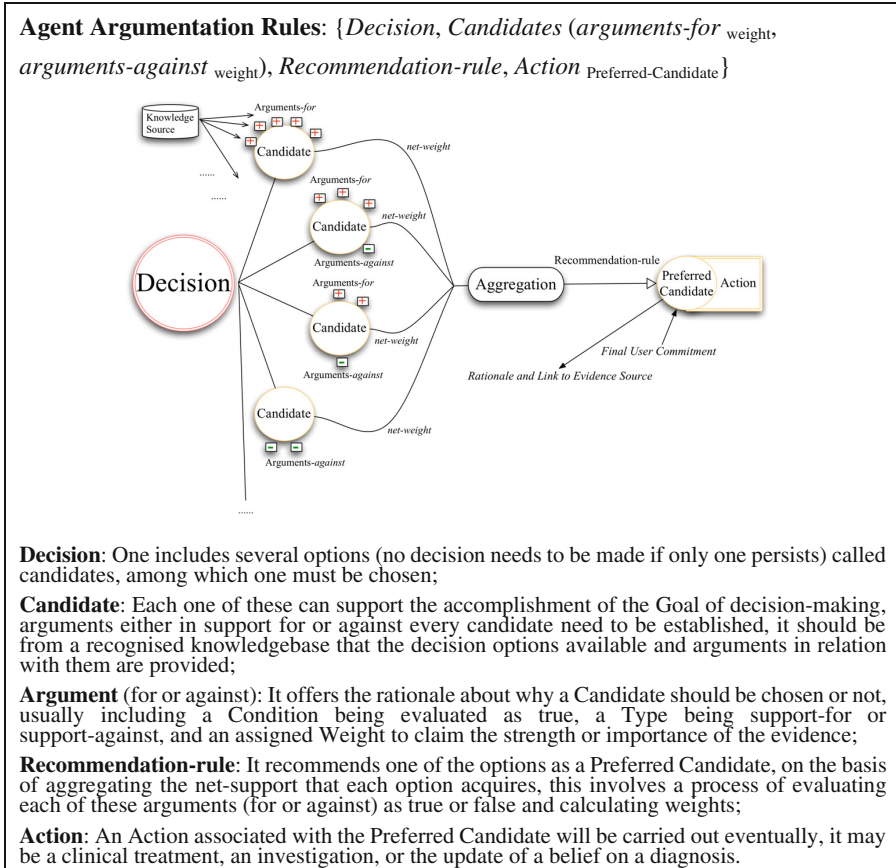 Agent Argumentation Rules: {Decision, Candidates (arguments-for weight,
arguments-against weight), Recommendation-rule, Action Preferred-Candidate}
Knowledge
Source
Arguments-for
+ + + + +
Candidate
net-weight
......
......
Arguments-for
+ + +
Candidate
net-weight
-
Arguments-against
Decision
Arguments-for
+ +
Candidate
net-weight
-
Arguments-against
Candidate
net-weight
- -
Arguments-against
......
Aggregation
Recommendation-rule
Preferred
Candidate
Action
Final User Commitment
Rationale and Link to Evidence Source
Decision: One includes several options (no decision needs to be made if only one persists) called
candidates, among which one must be chosen;
Candidate: Each one of these can support the accomplishment of the Goal of decision-making,
arguments either in support for or against every candidate need to be established, it should be
from a recognised knowledgebase that the decision options available and arguments in relation
with them are provided;
Argument (for or against): It offers the rationale about why a Candidate should be chosen or not,
usually including a Condition being evaluated as true, a Type being support-for or
support-against, and an assigned Weight to claim the strength or importance of the evidence;
Recommendation-rule: It recommends one of the options as a Preferred Candidate, on the basis
of aggregating the net-support that each option acquires, this involves a process of evaluating
each of these arguments (for or against) as true or false and calculating weights;
Action: An Action associated with the Preferred Candidate will be carried out eventually, it may
be a clinical treatment, an investigation, or the update of a belief on a diagnosis.